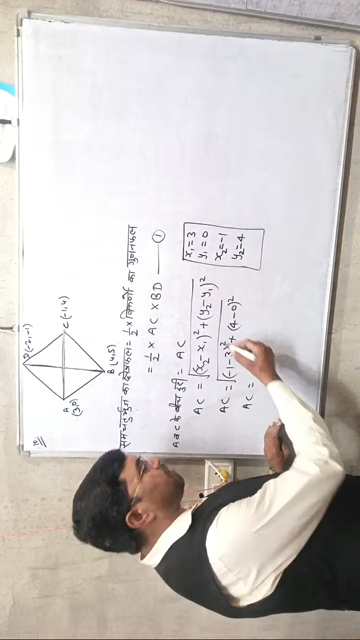 D(-2,-1)
A (3,0)
C(-1,4)
B (4,5)
समचतुर्भुज का क्षेत्रफल = 1/2 × विकर्णों का गुणनफल
= 1/2 × AC × BD ——— ①
के बीच दूरी = AC
AC = √(x₂-x₁)² + (y₂-y₁)²
AC = √(-1-3)² + (4-0)²
AC =
x₁=3
y₁=0
x₂=-1
y₂=4